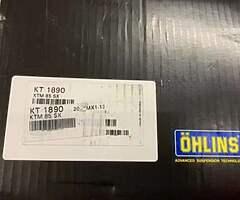 KT 1890
KTM 85 SX
KT 1890
KTM 85 SX
ÖHLINS
ADVANCED SUSPENSION TECHNOLOGY